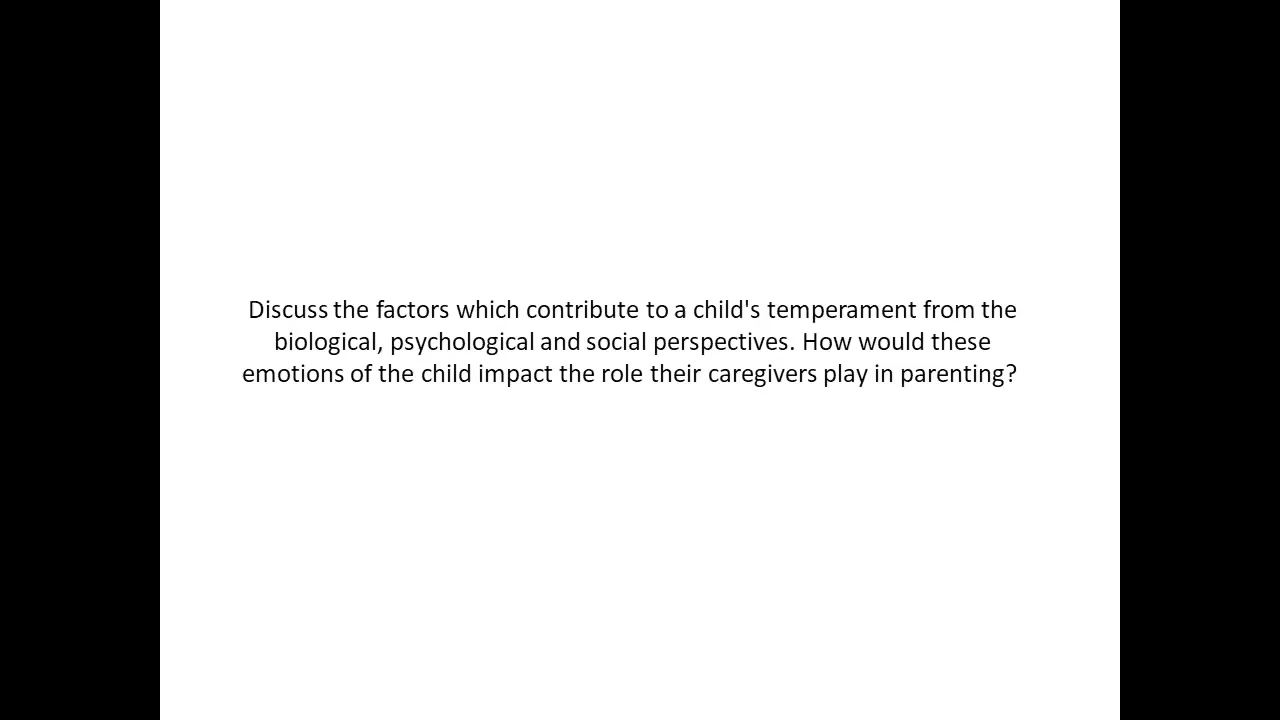 Discuss the factors which contribute to a child's temperament from the
biological, psychological and social perspectives. How would these
emotions of the child impact the role their caregivers play in parenting?